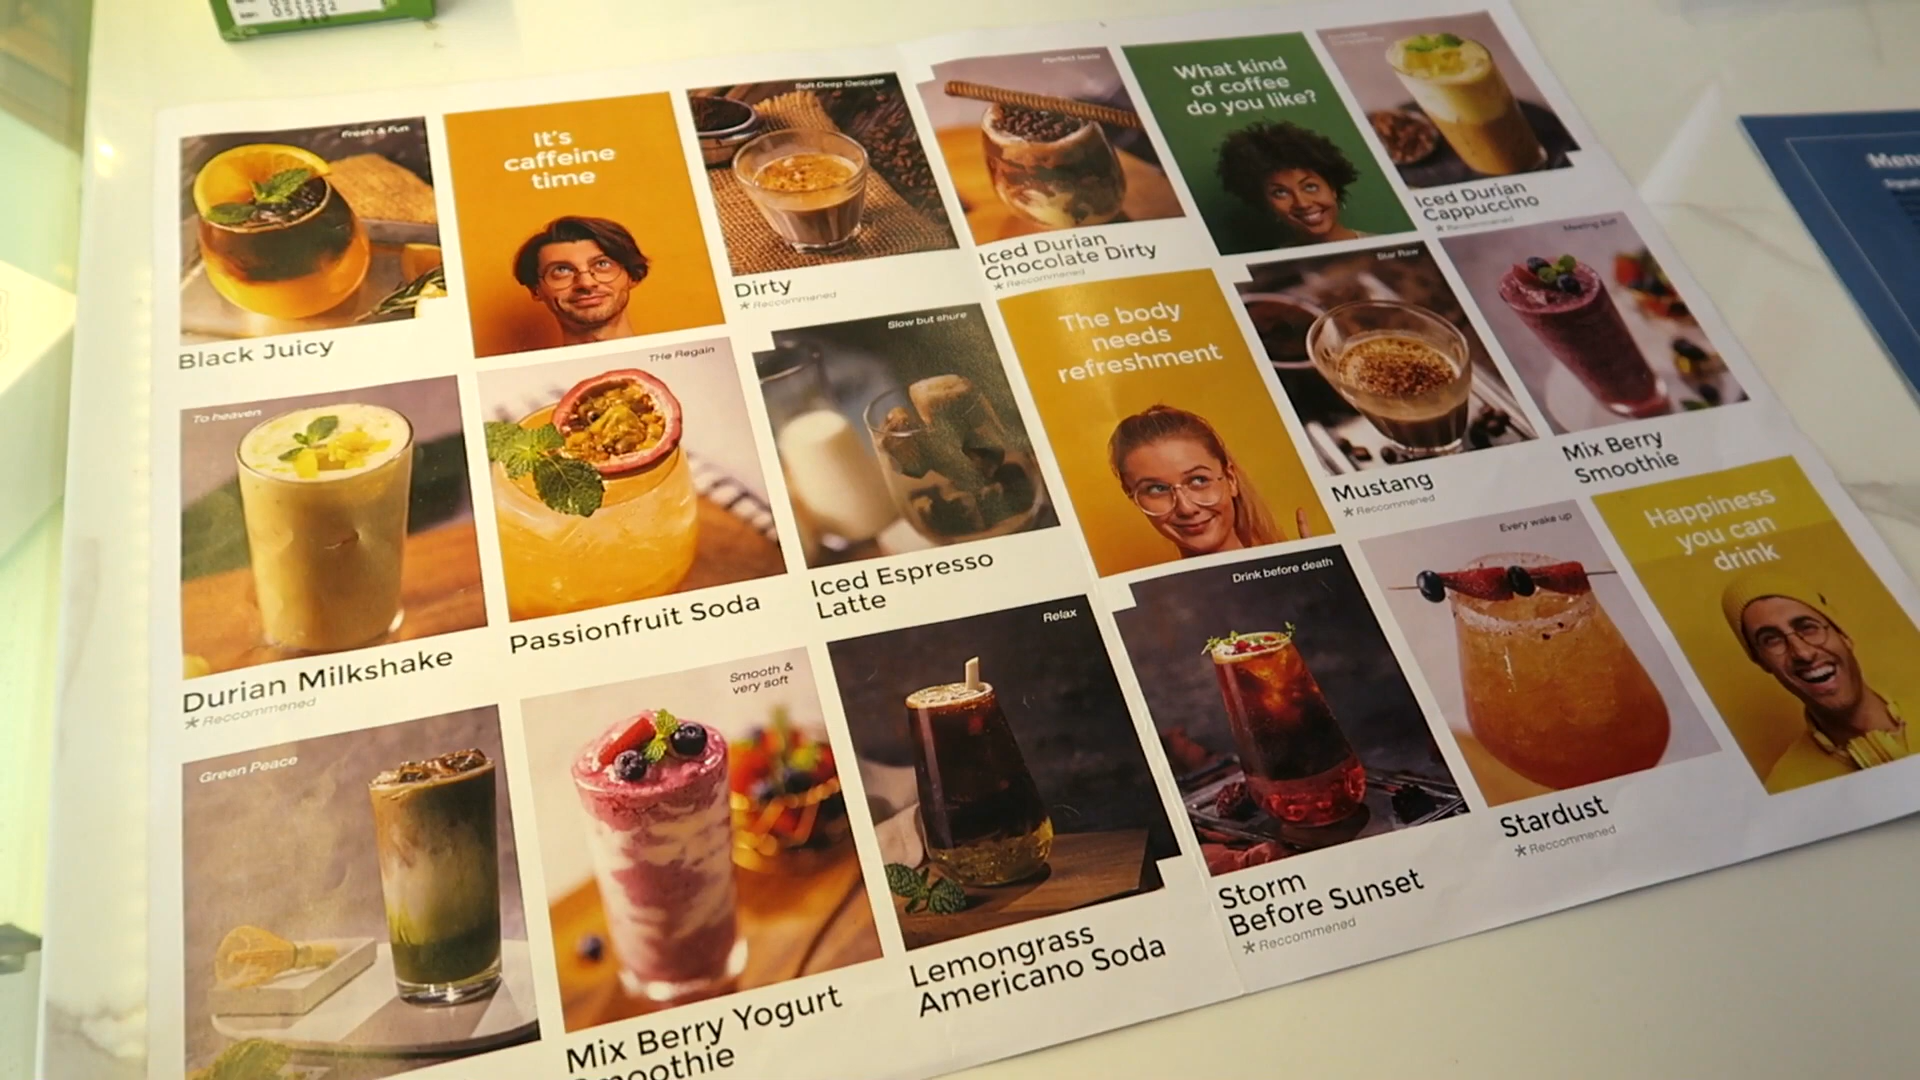 Fresh & Fun
Black Juicy
It's
caffeine
time
Soft Deep Delicate
Dirty
* Reccommened
Perfect taste
Iced Durian
Chocolate Dirty
* Reccommened
What kind
of coffee
do you like?
Iced Durian
Cappuccino
* Reccommened
To heaven
Durian Milkshake
* Reccommened
THe Regain
Passionfruit Soda
Slow but shure
Iced Espresso
Latte
The body
needs
refreshment
Star Raw
Mustang
* Reccommened
Mix Berry
Smoothie
Green Peace
Smooth &
very soft
Mix Berry Yogurt
Smoothie
Relax
Lemongrass
Americano Soda
Drink before death
Storm
Before Sunset
* Reccommened
Every wake up
Stardust
* Reccommened
Happiness
you can
drink